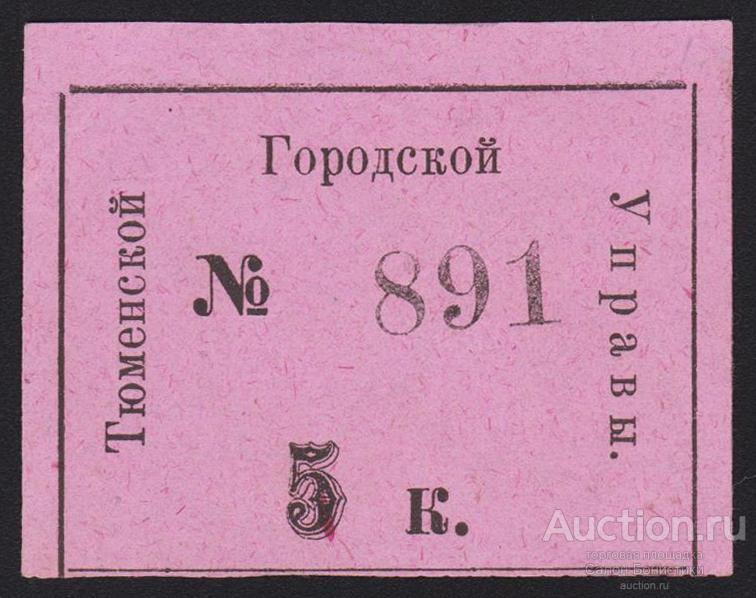 Тюменской
Городской
Управы.
№ 891
5 к.
Auction.ru
торговая площадка
Салон Бонистики
auction.ru